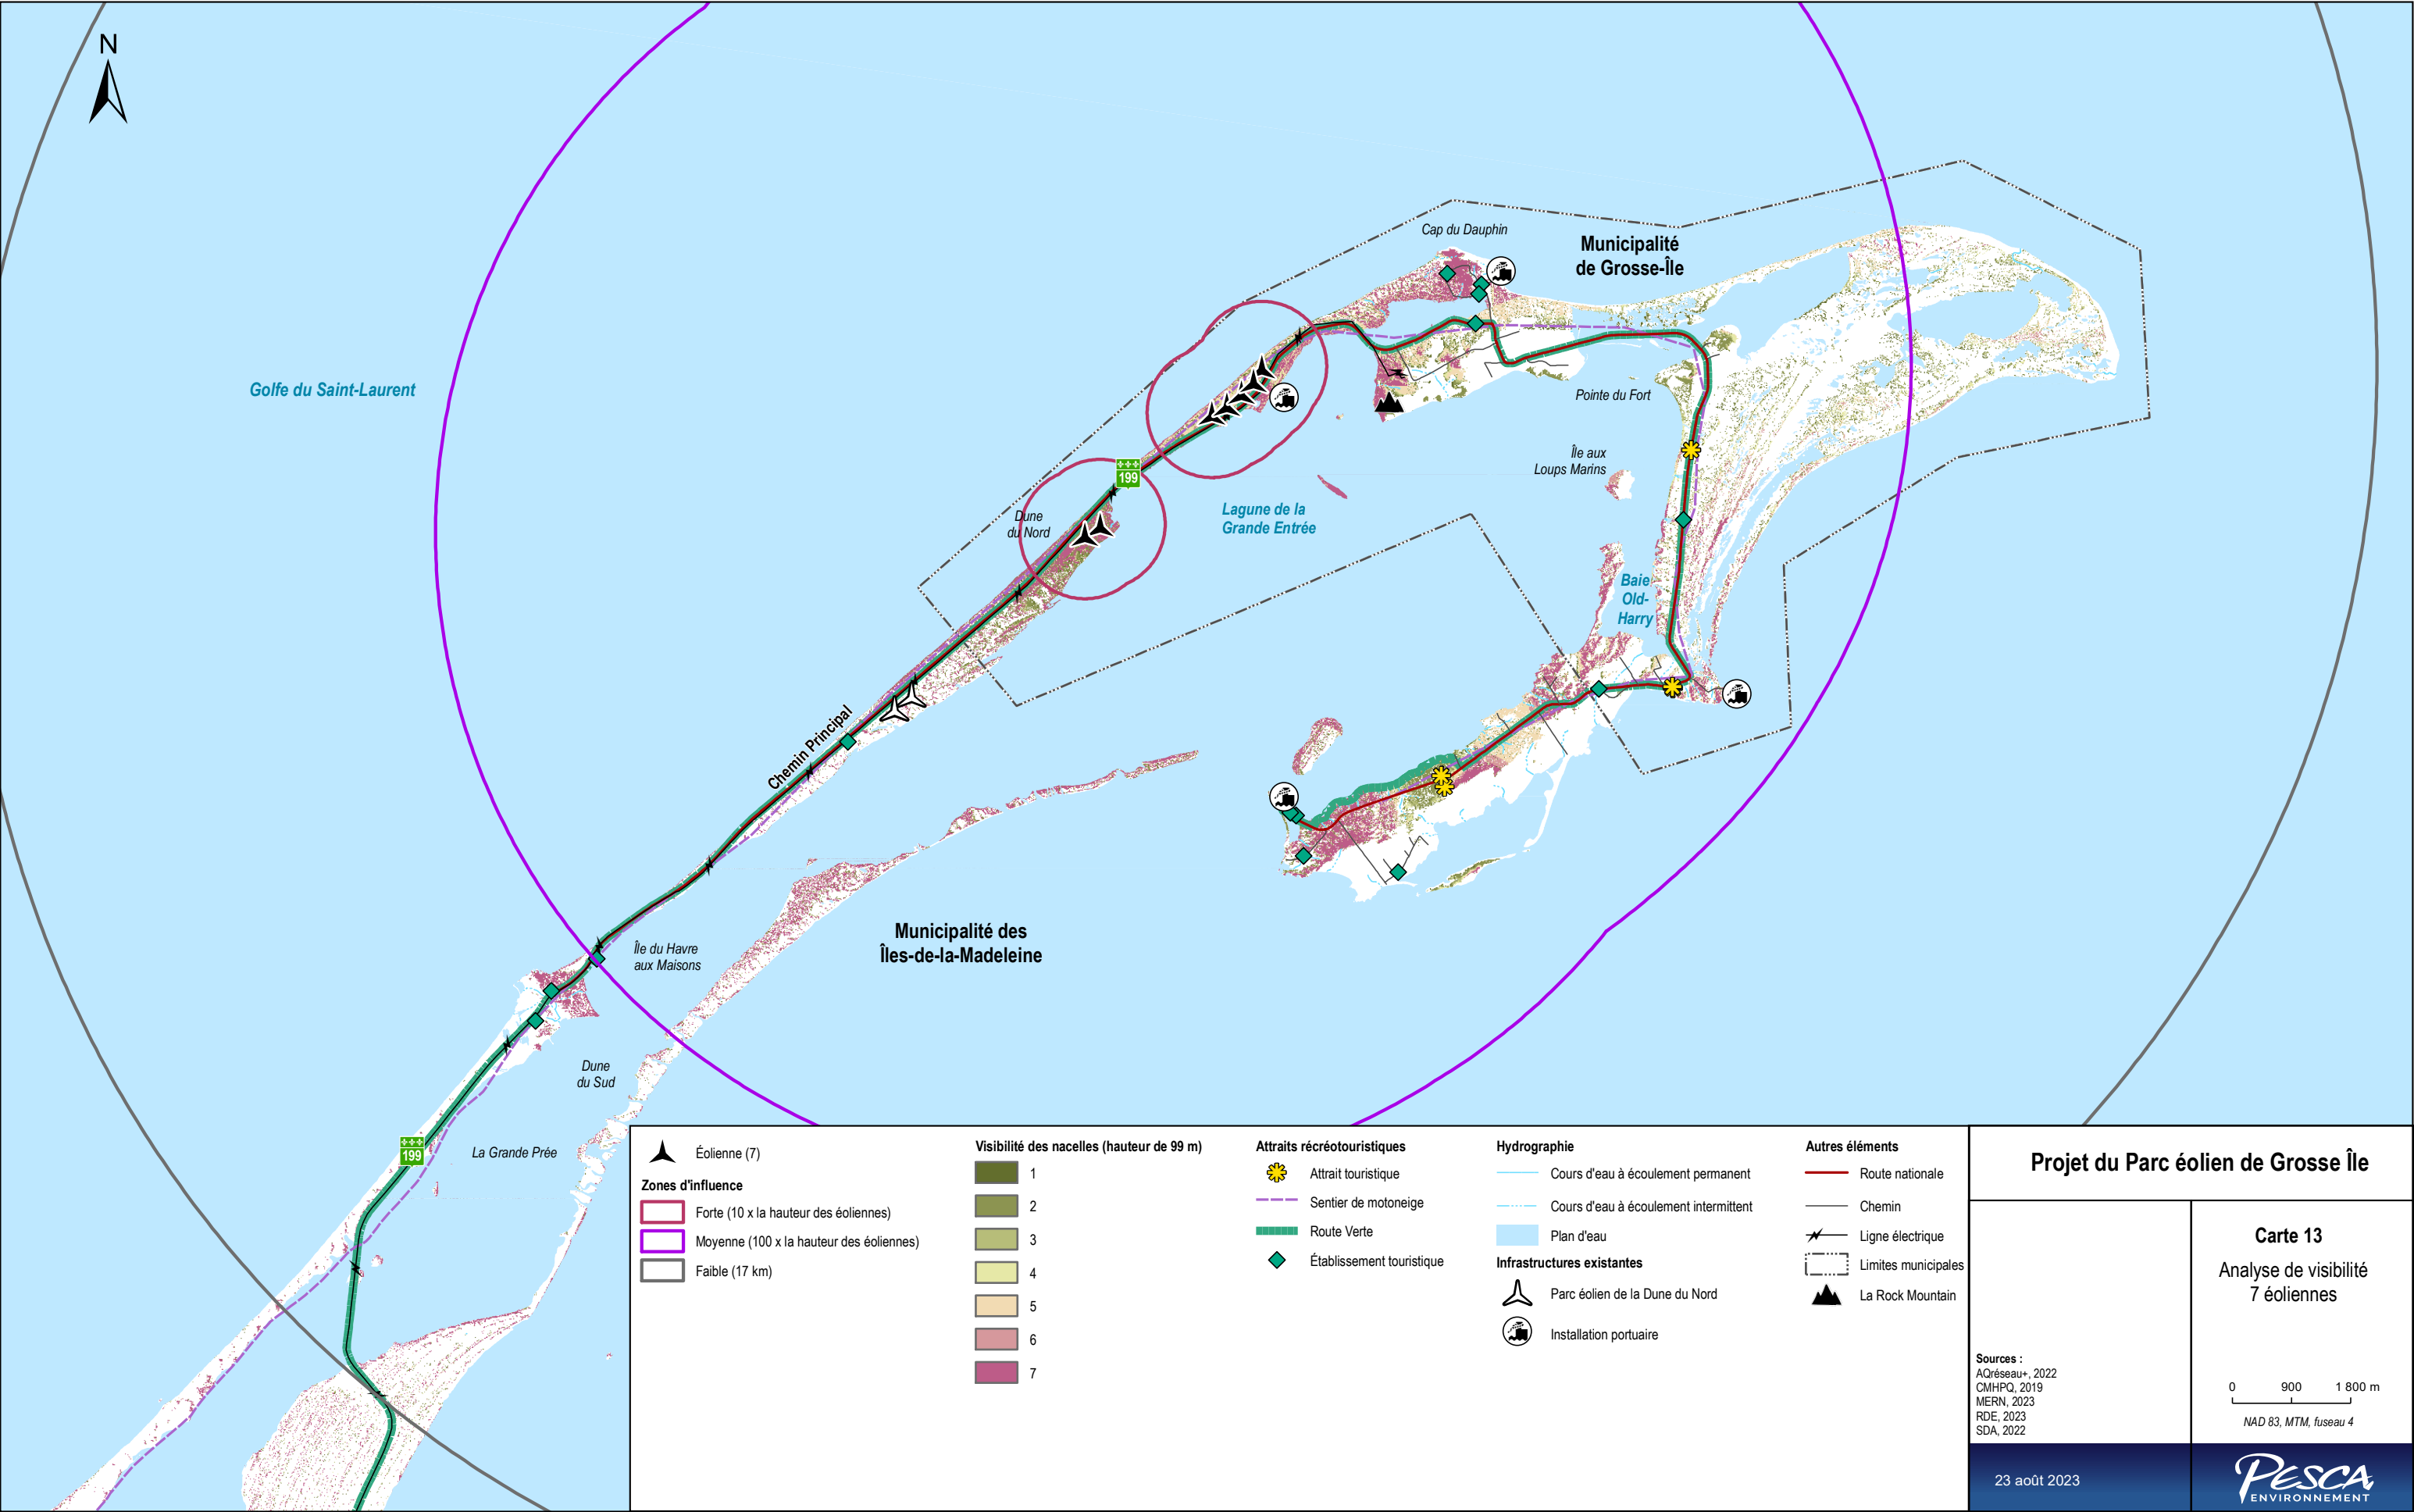 N
Cap du Dauphin
Municipalité
de Grosse-Île
Golfe du Saint-Laurent
Pointe du Fort
Île aux
Loups Marins
199
Lagune de la
Grande Entrée
Dune
du Nord
Baie
Old-
Harry
Chemin Principal
Municipalité des
Îles-de-la-Madeleine
Île du Havre
aux Maisons
Dune
du Sud
199
La Grande Prée
Éolienne (7)
Zones d'influence
Forte (10 x la hauteur des éoliennes)
Moyenne (100 x la hauteur des éoliennes)
Faible (17 km)
Visibilité des nacelles (hauteur de 99 m)
1
2
3
4
5
6
7
Attraits récréotouristiques
Attrait touristique
Sentier de motoneige
Route Verte
Établissement touristique
Hydrographie
Cours d'eau à écoulement permanent
Cours d'eau à écoulement intermittent
Plan d'eau
Infrastructures existantes
Parc éolien de la Dune du Nord
Installation portuaire
Autres éléments
Route nationale
Chemin
Ligne électrique
Limites municipales
La Rock Mountain
Projet du Parc éolien de Grosse Île
Carte 13
Analyse de visibilité
7 éoliennes
Sources :
AQréseau+, 2022
CMHPQ, 2019
MERN, 2023
RDE, 2023
SDA, 2022
0 900 1 800 m
NAD 83, MTM, fuseau 4
23 août 2023
PESCA
ENVIRONNEMENT